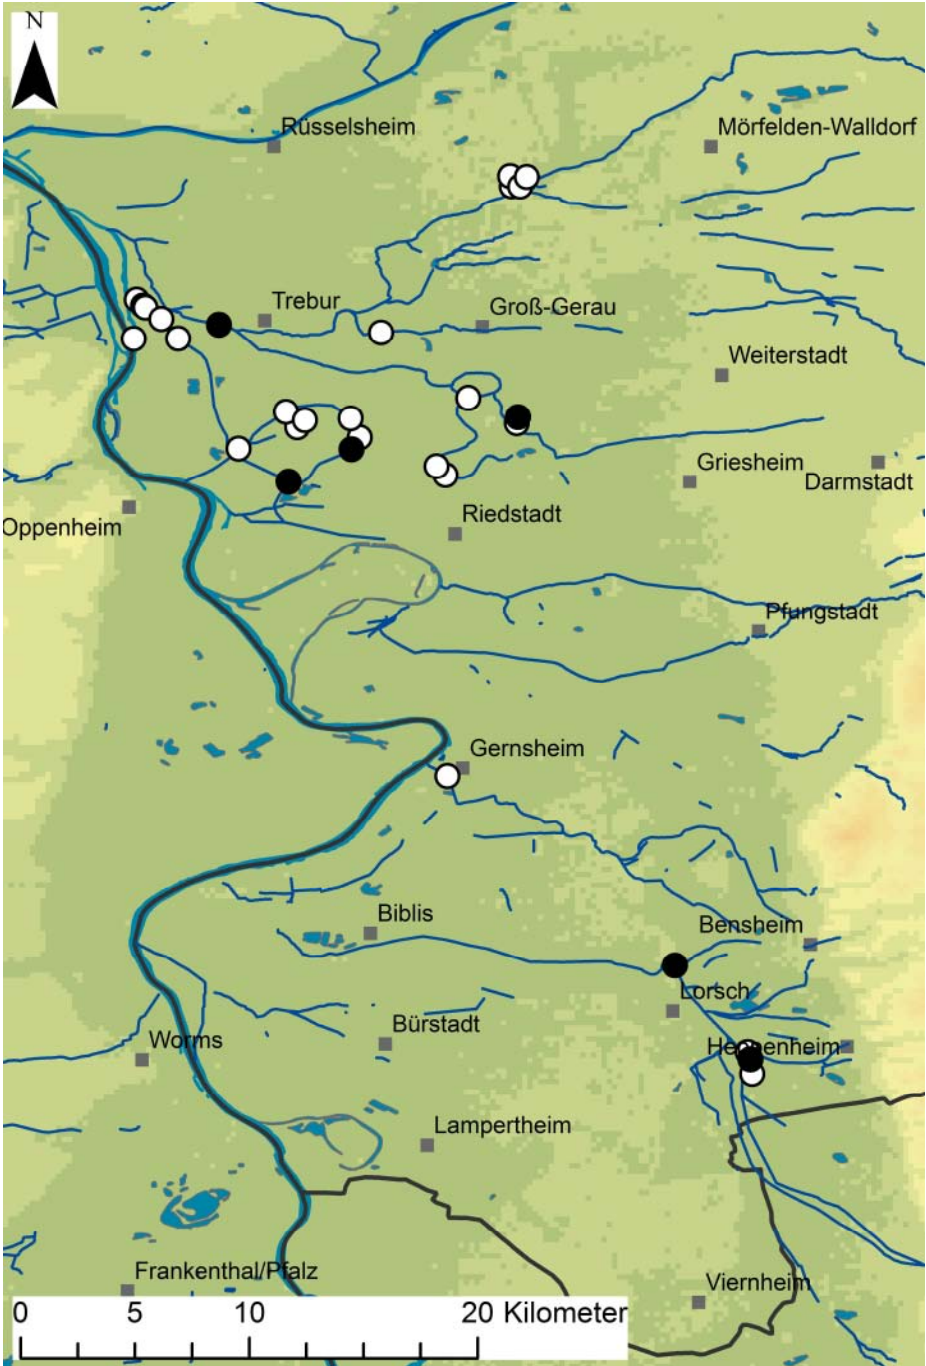 N
Rüsselsheim
Mörfelden-Walldorf
Trebur
Groß-Gerau
Weiterstadt
Griesheim
Darmstadt
Oppenheim
Riedstadt
Pfungstadt
Gernsheim
Biblis
Bensheim
Lorsch
Bürstadt
Worms
Heppenheim
Lampertheim
Frankenthal/Pfalz
Viernheim
0 5 10 20 Kilometer